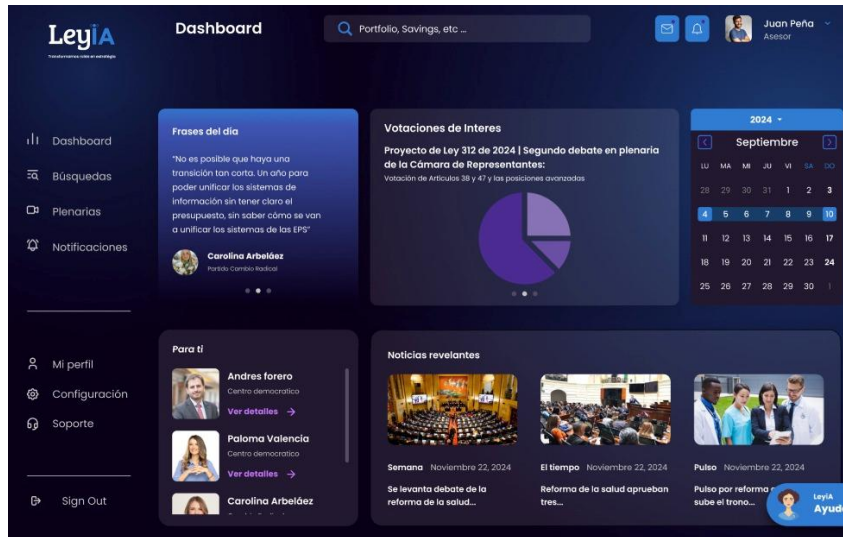 LeyIA
Transformamos crisis en estrategia
Dashboard
Portfolio, Savings, etc ...
Juan Peña
Asesor
Dashboard
Búsquedas
Plenarias
Notificaciones
Mi perfil
Configuración
Soporte
Sign Out
Frases del día
"No es posible que haya una
transición tan corta. Un año para
poder unificar los sistemas de
información sin tener claro el
presupuesto, sin saber cómo se van
a unificar los sistemas de las EPS"
Carolina Arbeláez
Partido Cambio Radical
Votaciones de Interes
Proyecto de Ley 312 de 2024 | Segundo debate en plenaria
de la Cámara de Representantes:
Votación de Articulos 38 y 47 y las posiciones avanzadas
2024
Septiembre
LU MA MI JU VI SA DO
28 29 30 31 1 2 3
4 5 6 7 8 9 10
11 12 13 14 15 16 17
18 19 20 21 22 23 24
25 26 27 28 29 30 1
Para ti
Andres forero
Centro democratico
Ver detalles →
Paloma Valencia
Centro democratico
Ver detalles →
Carolina Arbeláez
Noticias revelantes
Semana Noviembre 22, 2024
Se levanta debate de la
reforma de la salud...
El tiempo Noviembre 22, 2024
Reforma de la salud aprueban
tres...
Pulso Noviembre 22, 2024
Pulso por reforma
sube el trono...
LeyIA
Ayud